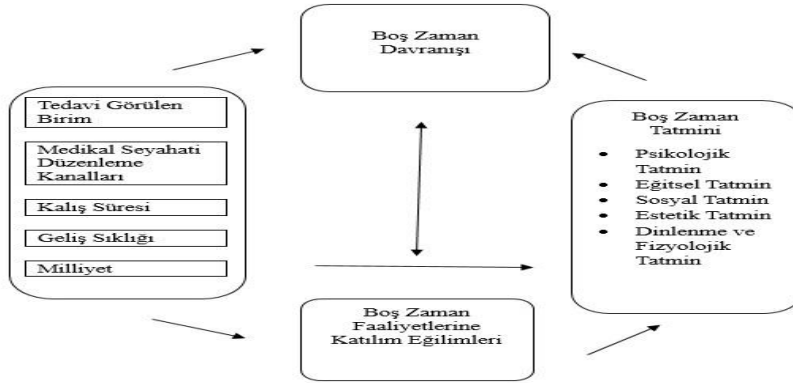 Boş Zaman
Davranışı
Tedavi Görülen
Birim
Medikal Seyahati
Düzenleme
Kanalları
Kalış Süresi
Geliş Sıklığı
Milliyet
Boş Zaman
Tatmini
• Psikolojik
Tatmin
• Eğitsel Tatmin
• Sosyal Tatmin
• Estetik Tatmin
• Dinlenme ve
Fizyolojik
Tatmin
Boş Zaman
Faaliyetlerine
Katılım Eğilimleri